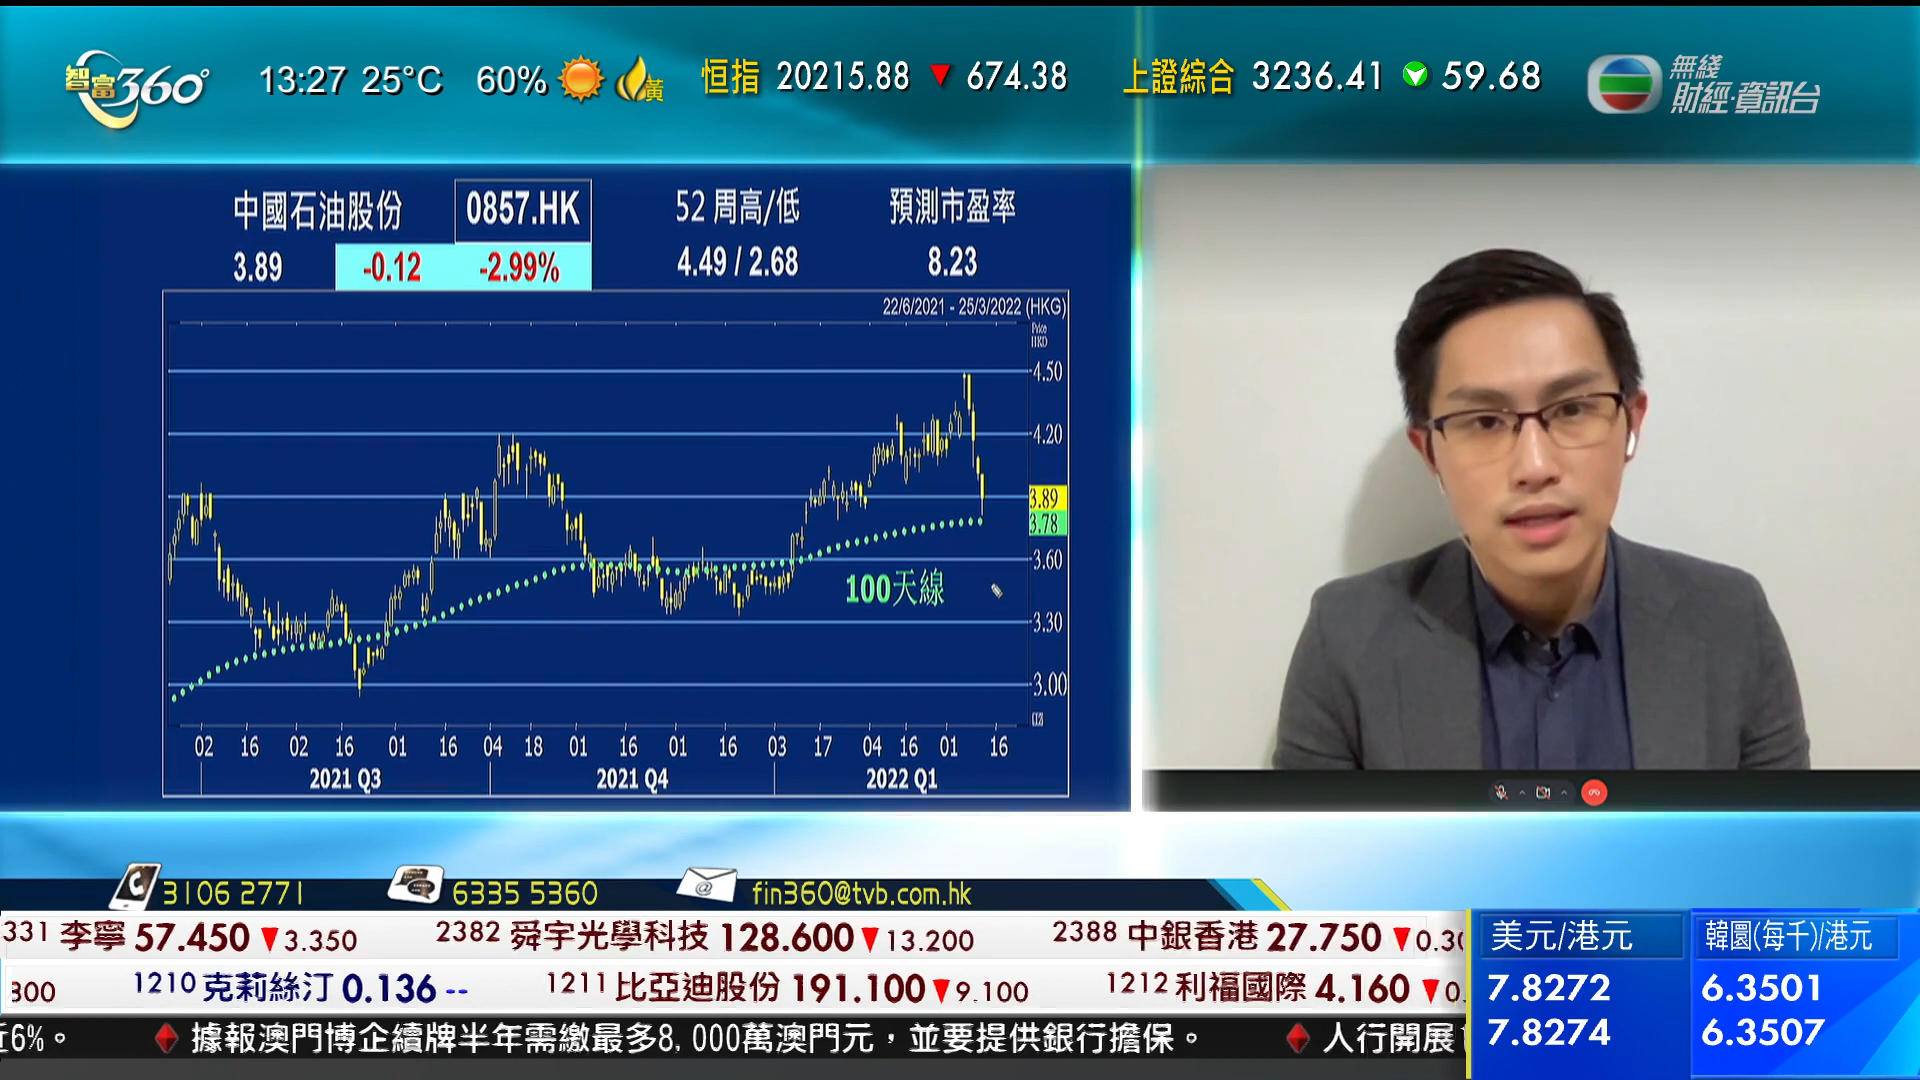 智富360°
13:27 25°C 60% 黃 恒指 20215.88 ▼ 674.38 上證綜合 3236.41 59.68
無綫
財經·資訊台
中國石油股份 0857.HK 52 周高/低 預測市盈率
3.89 -0.12 -2.99% 4.49 / 2.68 8.23
22/6/2021 - 25/3/2022 (HKG)
Price
HKD
4.50
4.20
3.89
3.78
3.60
100天線
3.30
3.00
02 16 02 16 01 16 04 18 01 16 01 16 03 17 04 16 01 16
2021 Q3 2021 Q4 2022 Q1
3106 2771 6335 5360 fin360@tvb.com.hk
331 李寧 57.450 ▼3.350 2382 舜宇光學科技 128.600 ▼13.200 2388 中銀香港 27.750 ▼0.30
300 1210 克莉絲汀 0.136 -- 1211 比亞迪股份 191.100 ▼9.100 1212 利福國際 4.160 ▼0.
近6%。 據報澳門博企續牌半年需繳最多8,000萬澳門元，並要提供銀行擔保。 人行開展
美元/港元
7.8272
7.8274
韓圜(每千)/港元
6.3501
6.3507